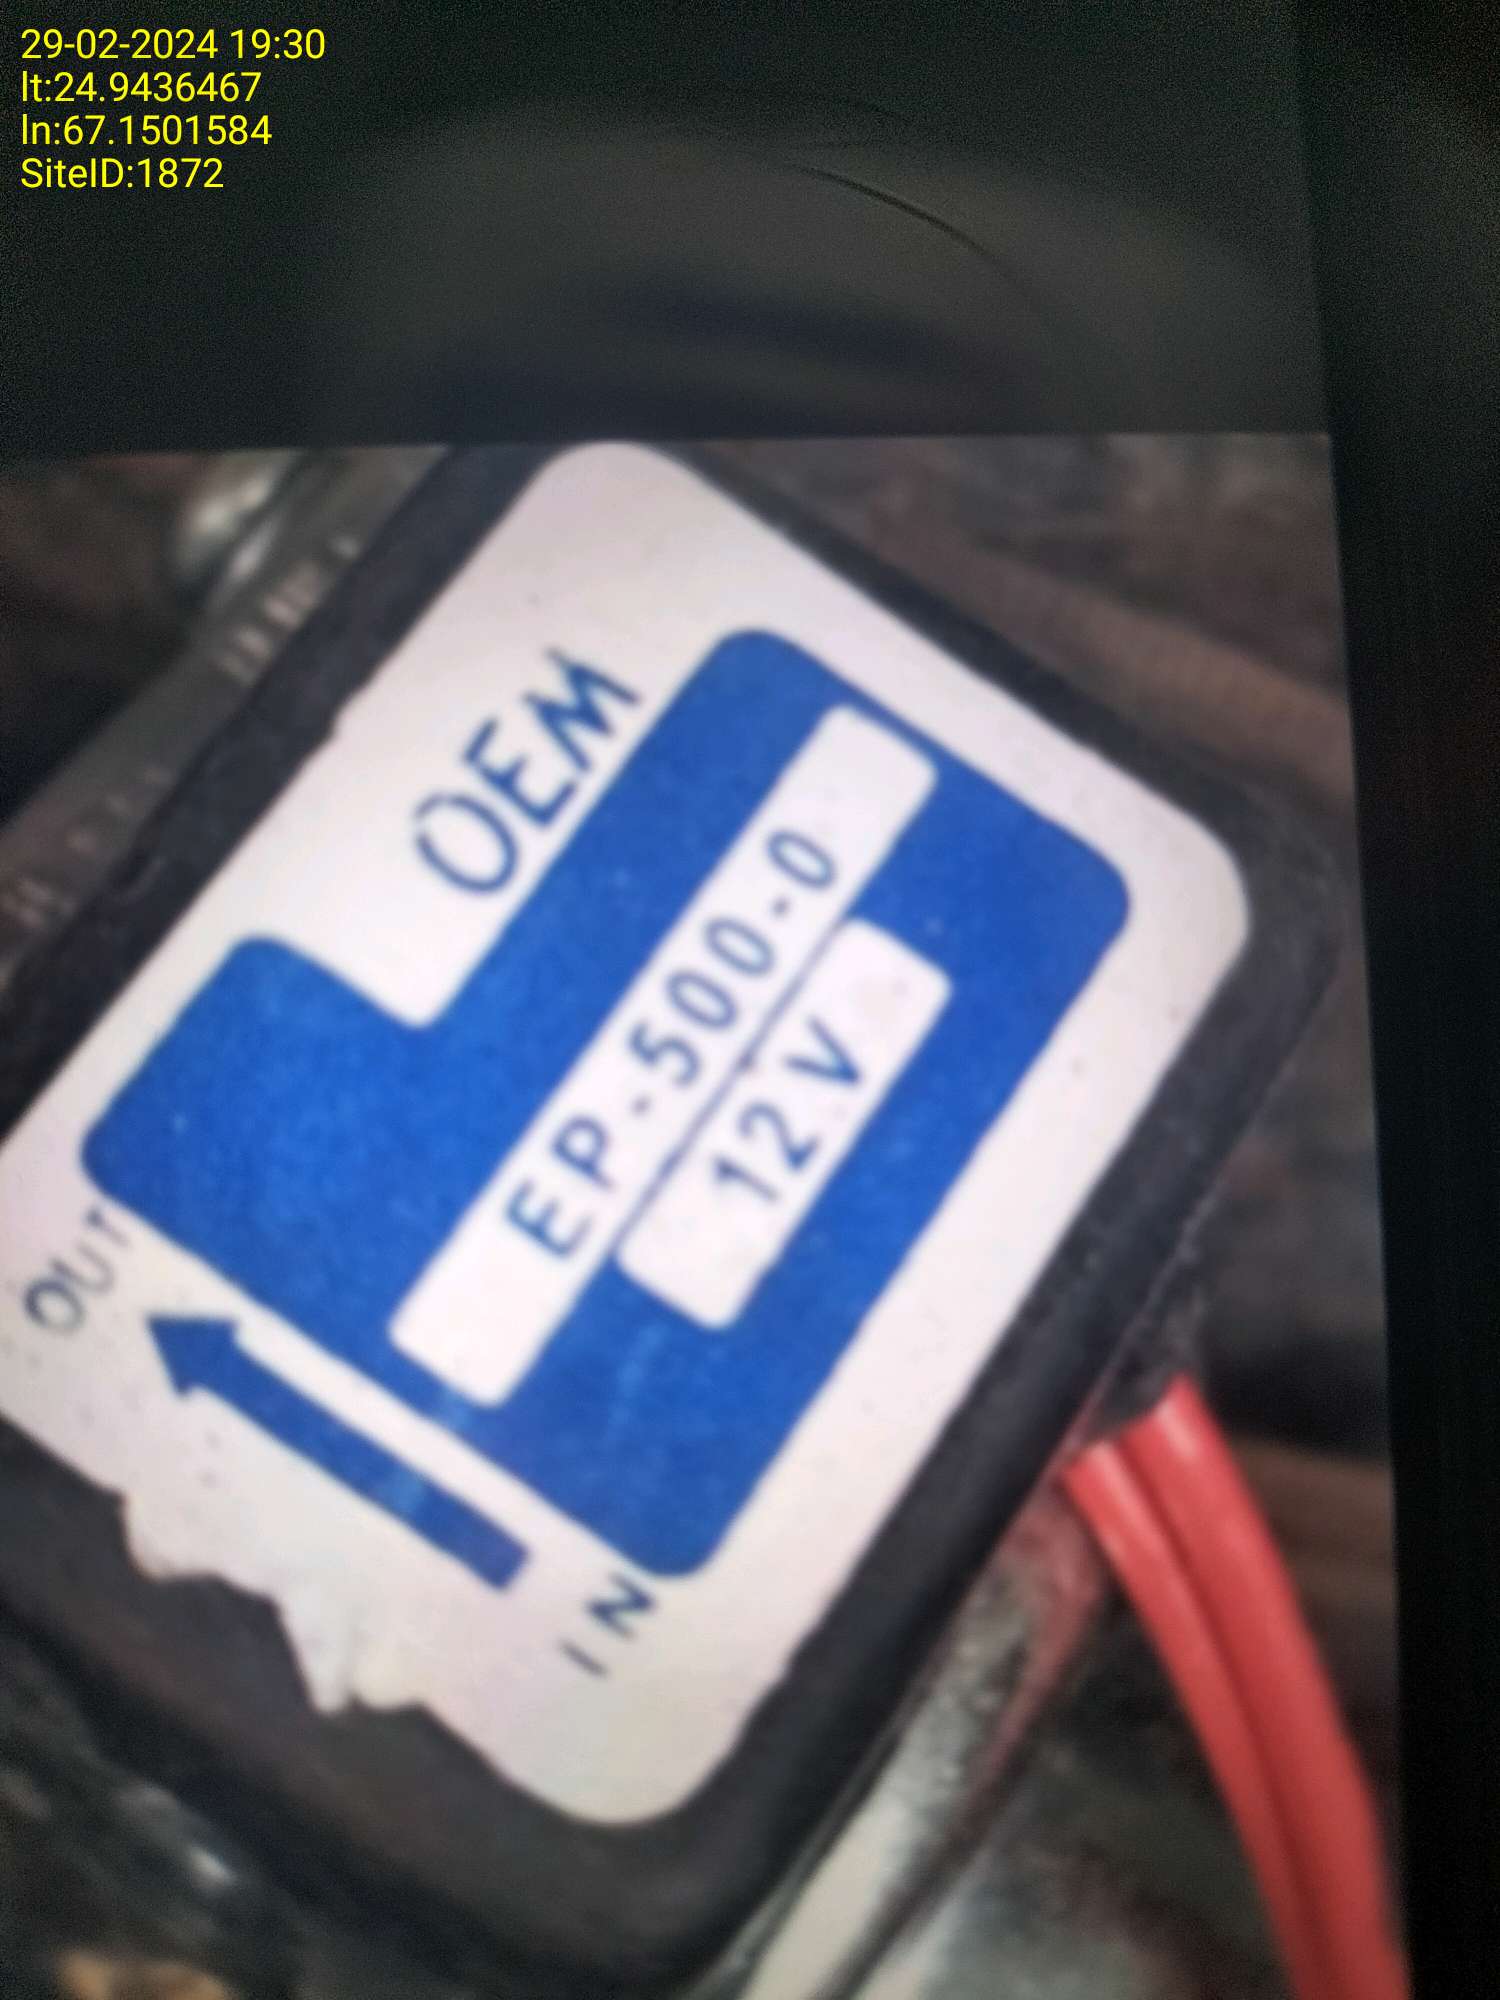 29-02-2024 19:30
lt:24.9436467
ln:67.1501584
SiteID:1872
OEM
EP-500-0
12V
OUT
IN